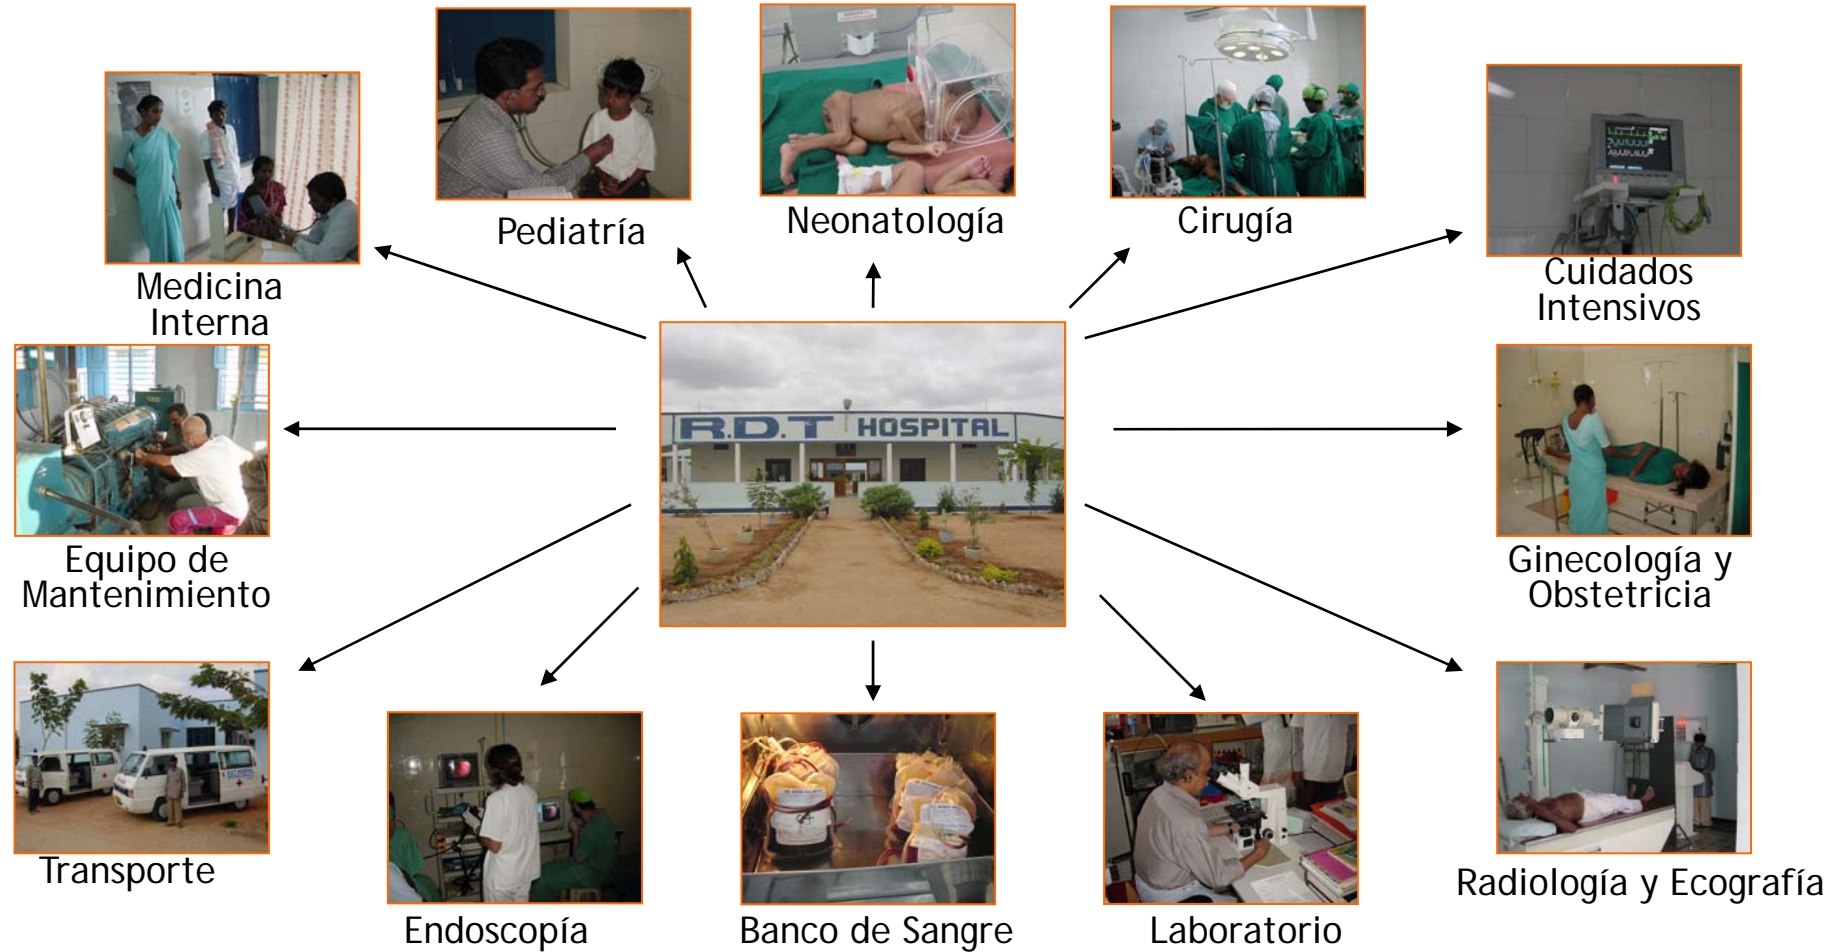 Pediatría
Neonatología
Cirugía
Medicina
Interna
Cuidados
Intensivos
R.D.T HOSPITAL
Equipo de
Mantenimiento
Ginecología y
Obstetricia
Transporte
Endoscopía
Banco de Sangre
Laboratorio
Radiología y Ecografía